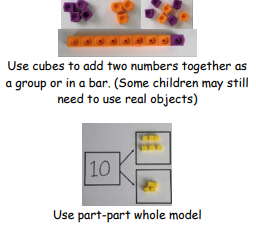 Use cubes to add two numbers together as
a group or in a bar. (Some children may still
need to use real objects)
10
Use part-part whole model